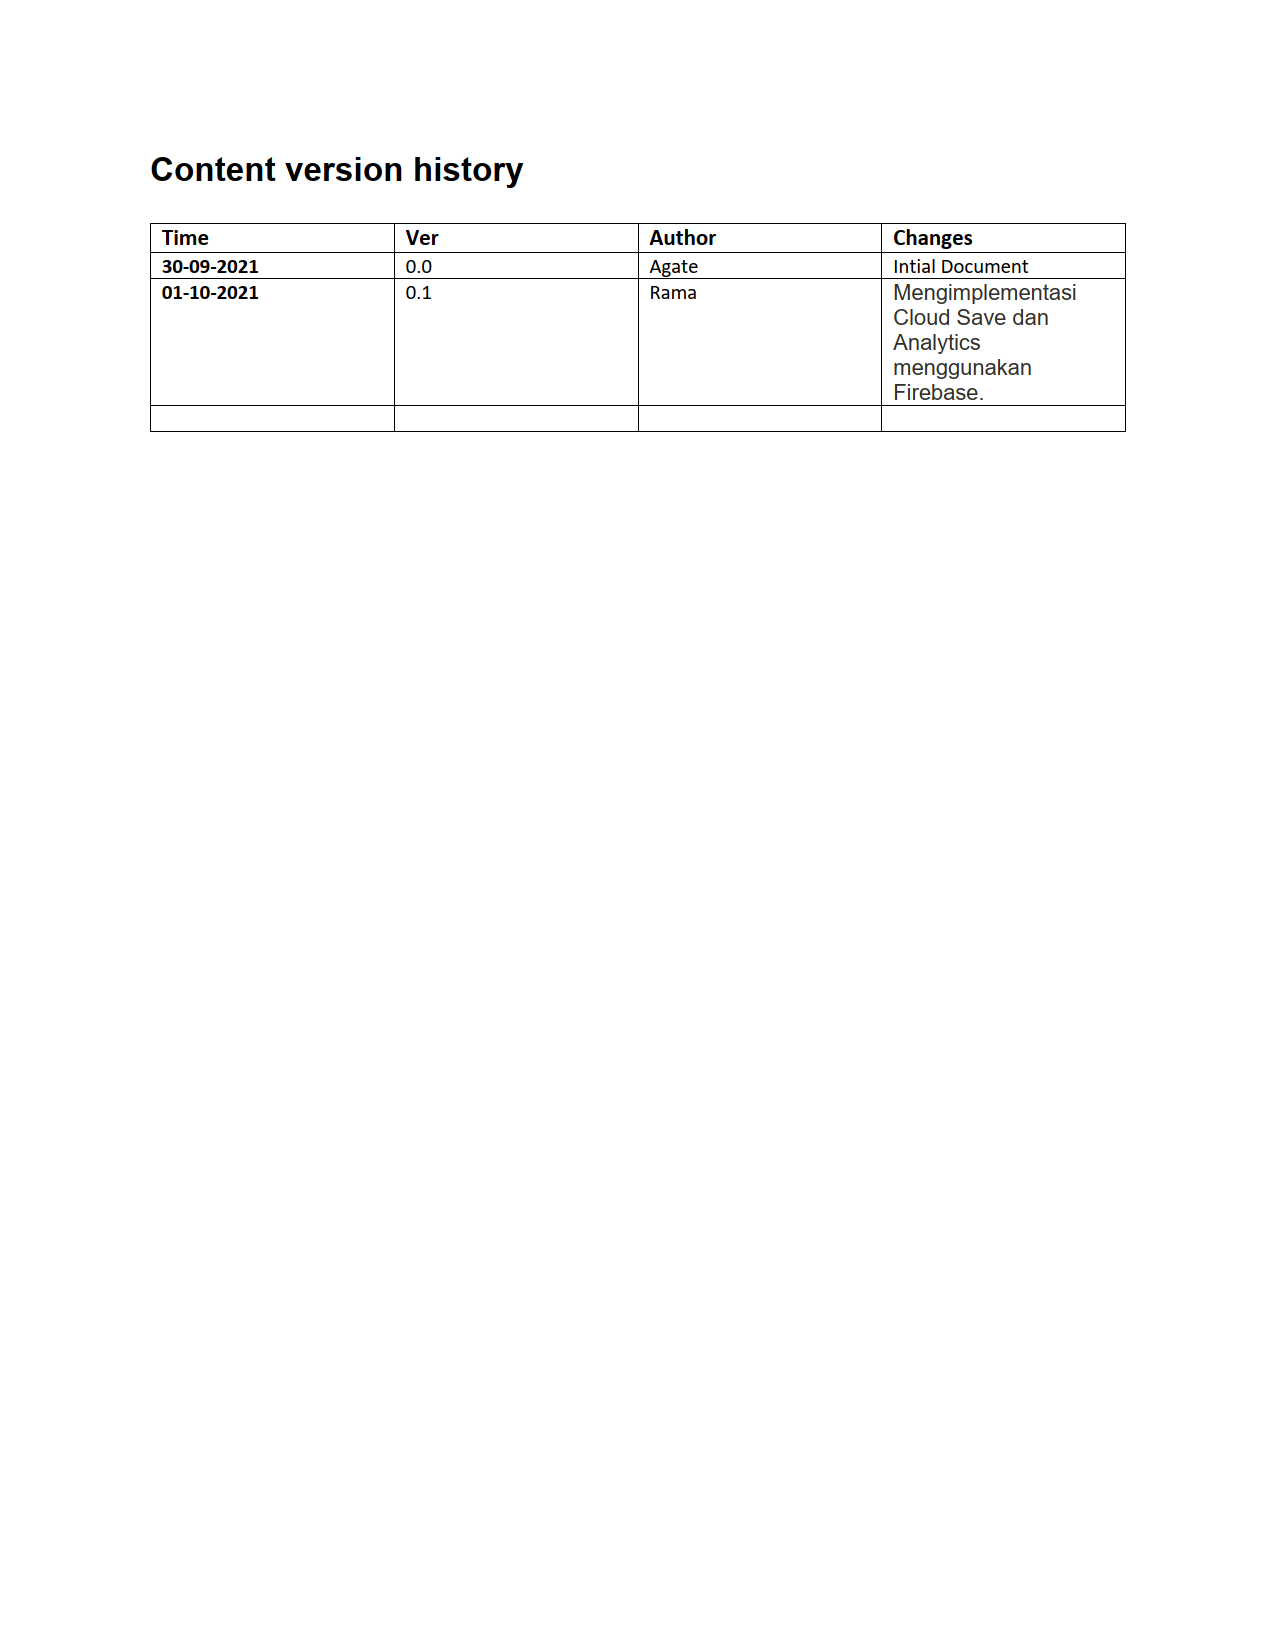 Content version history
Time Ver Author Changes
30-09-2021 0.0 Agate Intial Document
01-10-2021 0.1 Rama Mengimplementasi
Cloud Save dan
Analytics
menggunakan
Firebase.